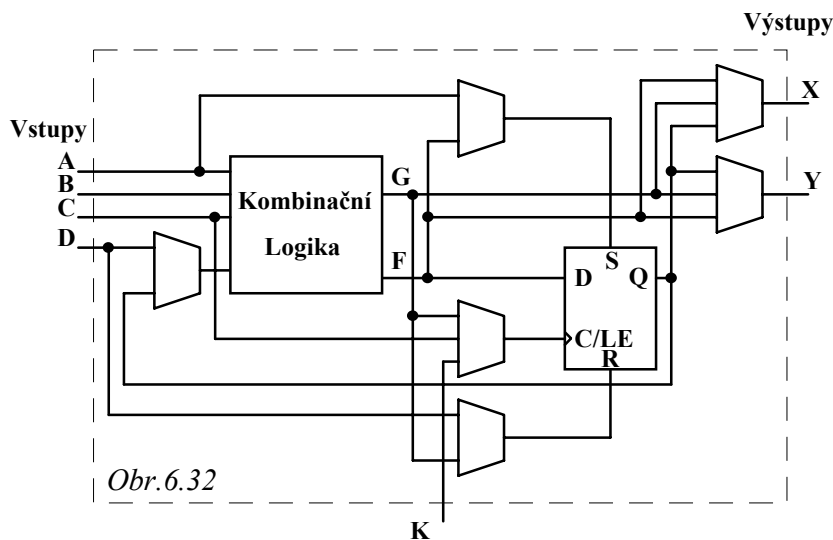 Výstupy
X
Vstupy
A
B
C
D
Kombinační
Logika
G
F
Y
S
D
Q
C/LE
R
Obr.6.32
K